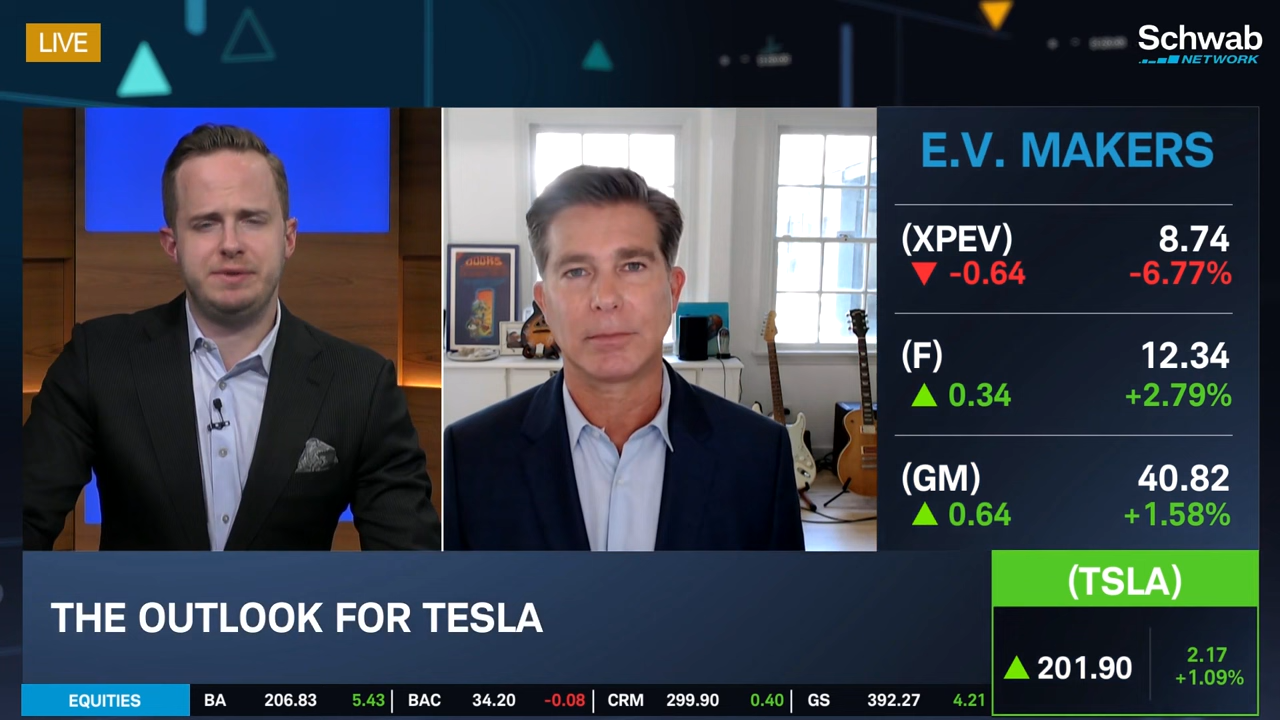 LIVE
Schwab
NETWORK
DOORS
E.V. MAKERS
(XPEV) 8.74
▼ -0.64 -6.77%
(F) 12.34
▲ 0.34 +2.79%
(GM) 40.82
▲ 0.64 +1.58%
THE OUTLOOK FOR TESLA
(TSLA)
▲ 201.90 2.17
+1.09%
EQUITIES BA 206.83 5.43 BAC 34.20 -0.08 CRM 299.90 0.40 GS 392.27 4.21